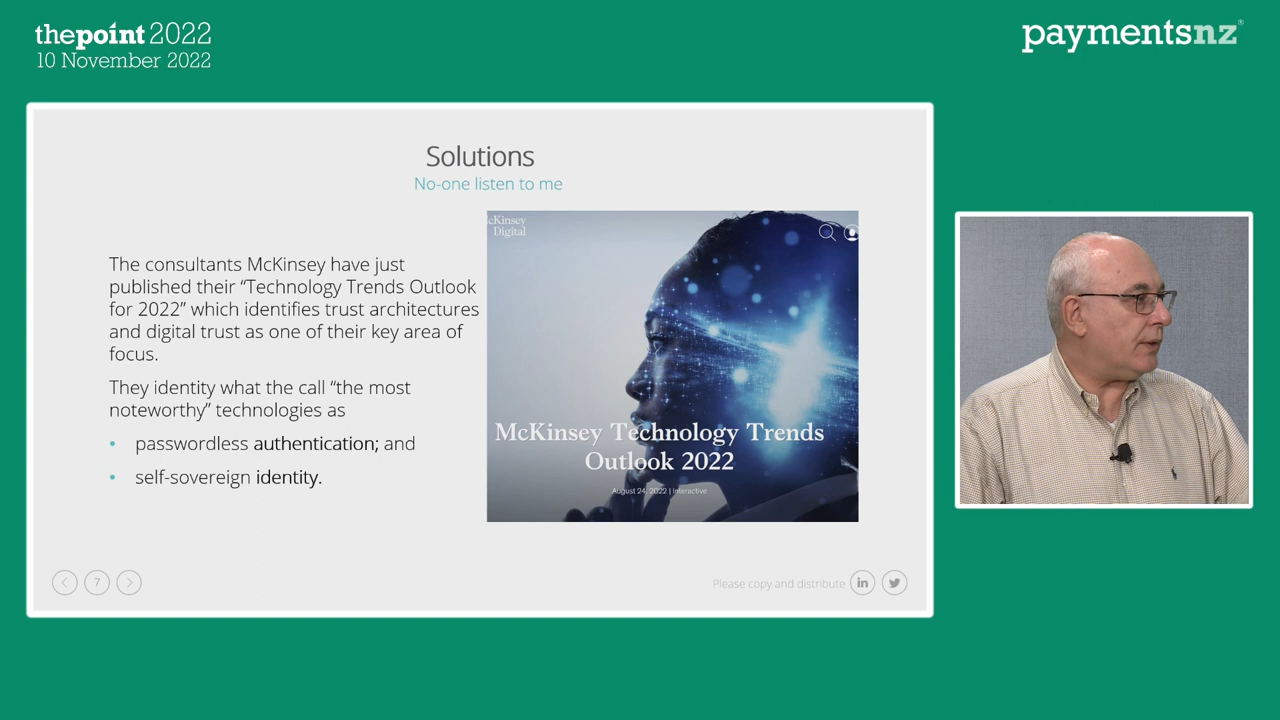 thepoint 2022
10 November 2022
paymentsnz
Solutions
No-one listen to me
The consultants McKinsey have just
published their “Technology Trends Outlook
for 2022” which identifies trust architectures
and digital trust as one of their key area of
focus.
They identity what the call “the most
noteworthy” technologies as
• passwordless authentication; and
• self-sovereign identity.
cKinsey
Digital
McKinsey Technology Trends
Outlook 2022
August 24, 2022 | Interactive
7
Please copy and distribute
in